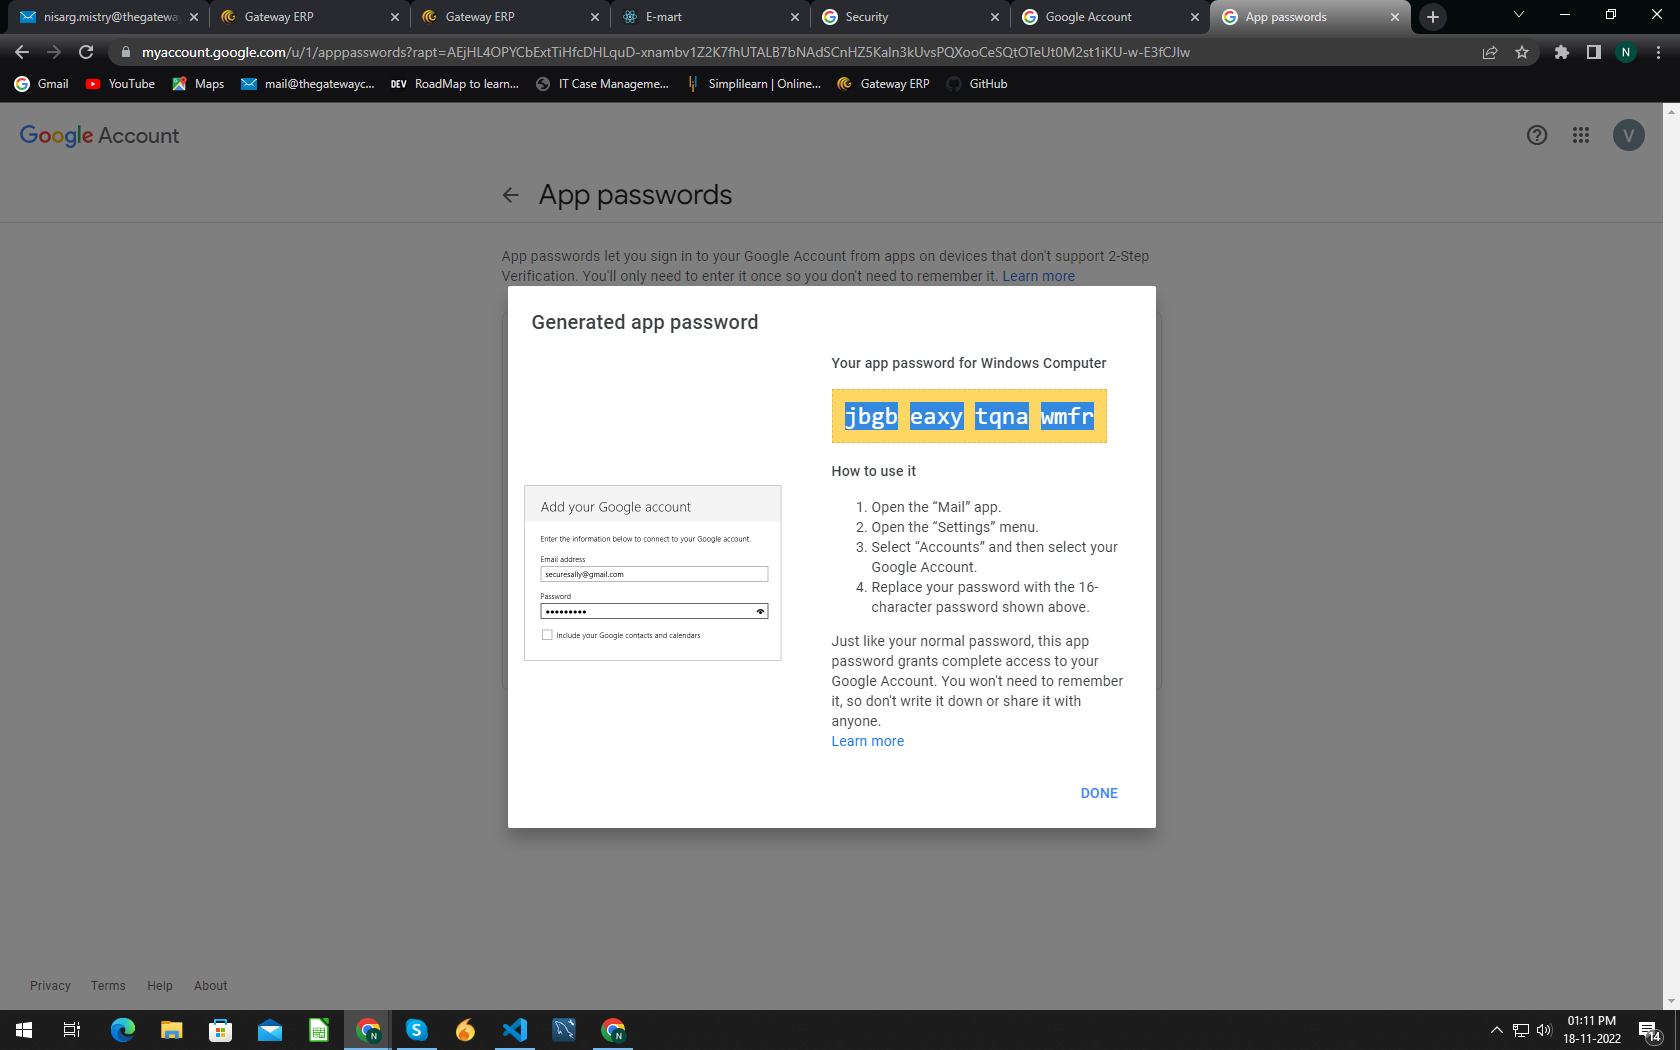 nisarg.mistry@thegateway
Gateway ERP
Gateway ERP
E-mart
Security
Google Account
App passwords
myaccount.google.com/u/1/apppasswords?rapt=AEjHL4OPYCbExtTiHfcDHLquD-xnambv1Z2K7fhUTALB7bNAdSCnHZ5Kaln3kUvsPQXooCeSQtOTeUt0M2st1iKU-w-E3fCJlw
N
Gmail
YouTube
Maps
mail@thegatewayc...
DEV RoadMap to learn...
IT Case Manageme...
Simplilearn | Online...
Gateway ERP
GitHub
Google Account
V
App passwords
App passwords let you sign in to your Google Account from apps on devices that don't support 2-Step
Verification. You'll only need to enter it once so you don't need to remember it. Learn more
Generated app password
Your app password for Windows Computer
jbgb eaxy tqna wmfr
How to use it
1. Open the “Mail” app.
2. Open the “Settings” menu.
3. Select “Accounts” and then select your
Google Account.
4. Replace your password with the 16-
character password shown above.
Just like your normal password, this app
password grants complete access to your
Google Account. You won't need to remember
it, so don't write it down or share it with
anyone.
Learn more
Add your Google account
Enter the information below to connect to your Google account.
Email address
securesally@gmail.com
Password
Include your Google contacts and calendars
DONE
Privacy
Terms
Help
About
01:11 PM
18-11-2022
14